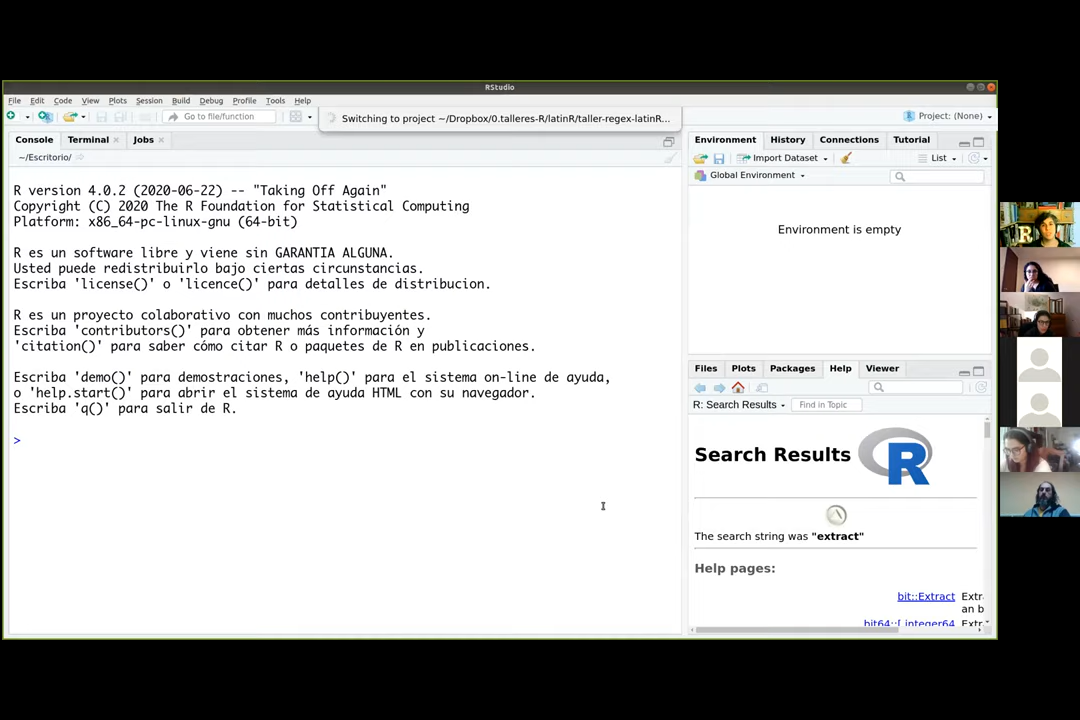 RStudio
File Edit Code View Plots Session Build Debug Profile Tools Help
Go to file/function
Switching to project ~/Dropbox/0.talleres-R/latinR/taller-regex-latinR...
Project: (None)
Console Terminal Jobs
~/Escritorio/
R version 4.0.2 (2020-06-22) -- "Taking Off Again"
Copyright (C) 2020 The R Foundation for Statistical Computing
Platform: x86_64-pc-linux-gnu (64-bit)
R es un software libre y viene sin GARANTIA ALGUNA.
Usted puede redistribuirlo bajo ciertas circunstancias.
Escriba 'license()' o 'licence()' para detalles de distribucion.
R es un proyecto colaborativo con muchos contribuyentes.
Escriba 'contributors()' para obtener más información y
'citation()' para saber cómo citar R o paquetes de R en publicaciones.
Escriba 'demo()' para demostraciones, 'help()' para el sistema on-line de ayuda,
o 'help.start()' para abrir el sistema de ayuda HTML con su navegador.
Escriba 'q()' para salir de R.
>
Environment History Connections Tutorial
Import Dataset List
Global Environment
Environment is empty
Files Plots Packages Help Viewer
R: Search Results Find in Topic
Search Results R
The search string was "extract"
Help pages:
bit::Extract Extr
an b
bit64::[.integer64 Extr
R